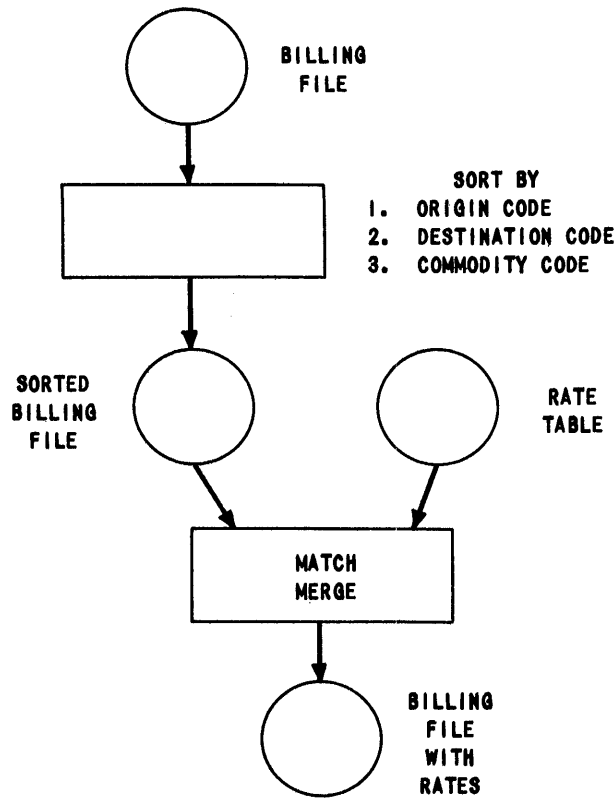 BILLING
FILE
SORT BY
1. ORIGIN CODE
2. DESTINATION CODE
3. COMMODITY CODE
SORTED
BILLING
FILE
RATE
TABLE
MATCH
MERGE
BILLING
FILE
WITH
RATES